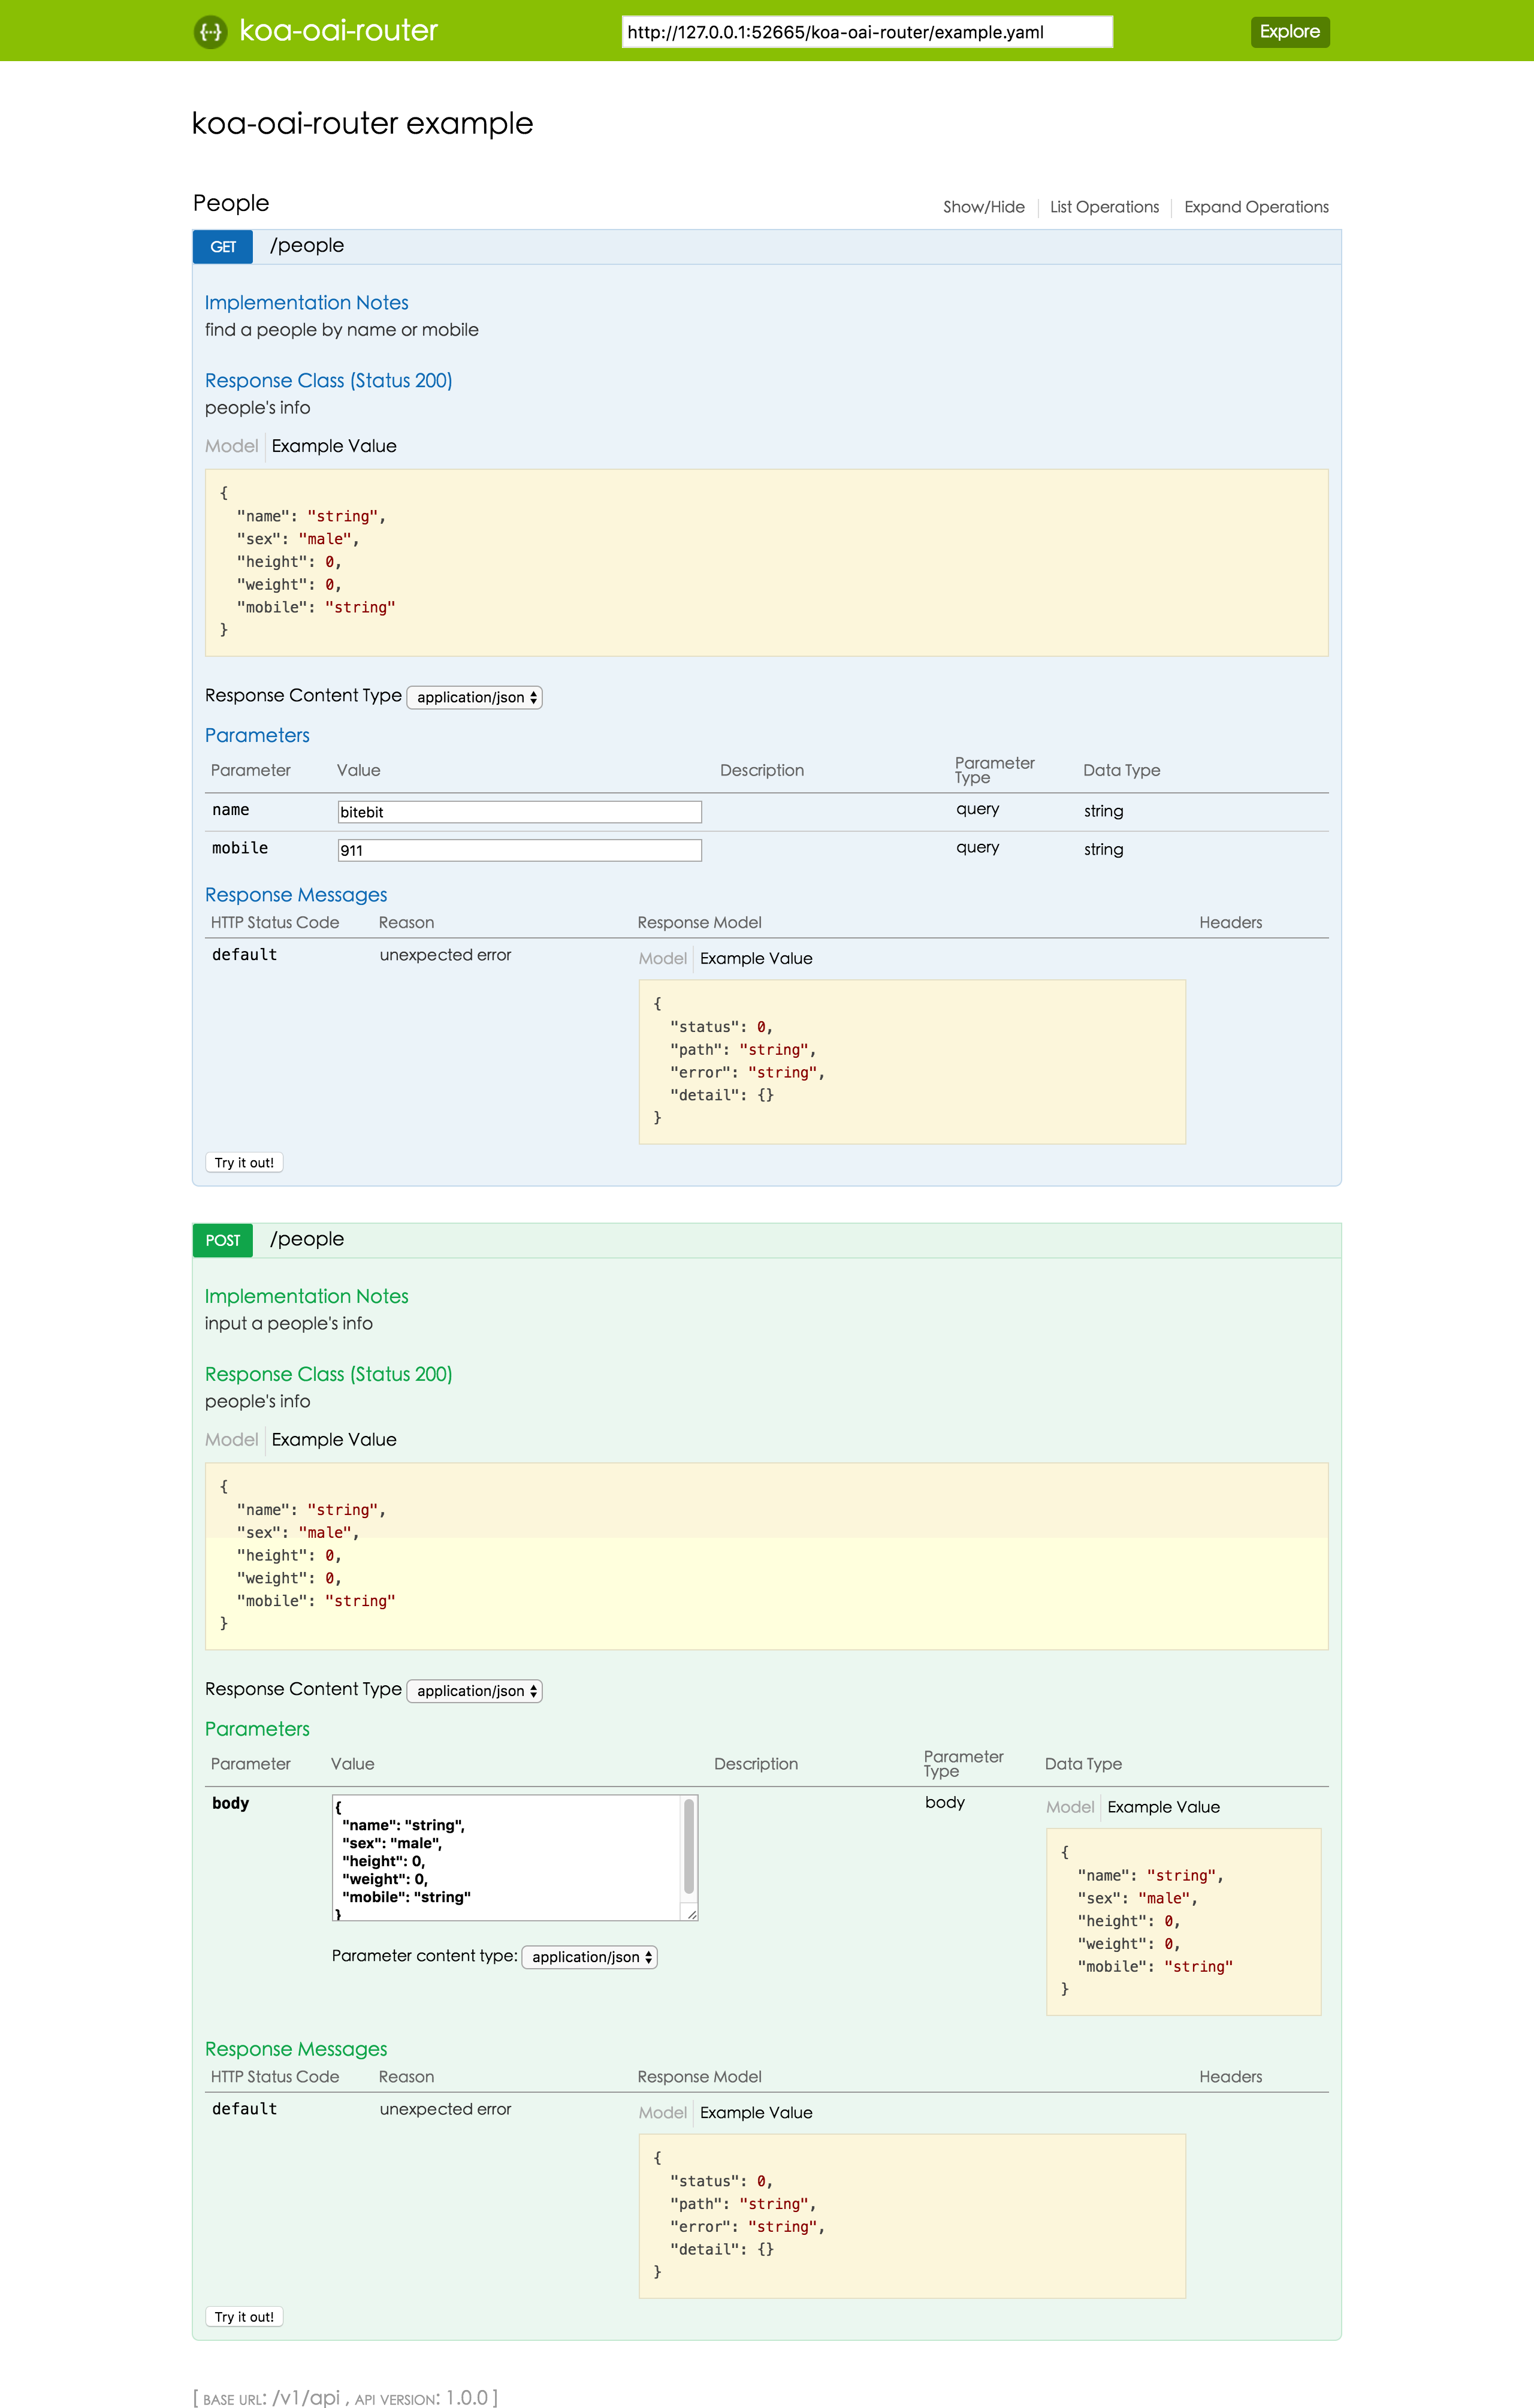 {··} koa-oai-router
http://127.0.0.1:52665/koa-oai-router/example.yaml
Explore
koa-oai-router example
People
Show/Hide List Operations Expand Operations
GET /people
Implementation Notes
find a people by name or mobile
Response Class (Status 200)
people's info
Model Example Value
{
"name": "string",
"sex": "male",
"height": 0,
"weight": 0,
"mobile": "string"
}
Response Content Type application/json
Parameters
Parameter Value Description Parameter Type Data Type
name bitebit query string
mobile 911 query string
Response Messages
HTTP Status Code Reason Response Model Headers
default unexpected error Model Example Value
{
"status": 0,
"path": "string",
"error": "string",
"detail": {}
}
Try it out!
POST /people
Implementation Notes
input a people's info
Response Class (Status 200)
people's info
Model Example Value
{
"name": "string",
"sex": "male",
"height": 0,
"weight": 0,
"mobile": "string"
}
Response Content Type application/json
Parameters
Parameter Value Description Parameter Type Data Type
body
{
"name": "string",
"sex": "male",
"height": 0,
"weight": 0,
"mobile": "string"
}
Parameter content type: application/json
body
Model Example Value
{
"name": "string",
"sex": "male",
"height": 0,
"weight": 0,
"mobile": "string"
}
Response Messages
HTTP Status Code Reason Response Model Headers
default unexpected error Model Example Value
{
"status": 0,
"path": "string",
"error": "string",
"detail": {}
}
Try it out!
[ BASE URL: /v1/api , API VERSION: 1.0.0 ]